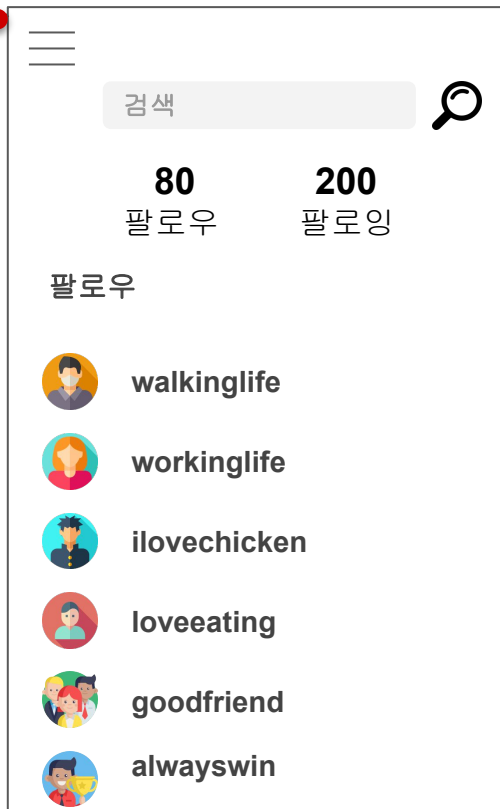 검색
80 200
팔로우 팔로잉
팔로우
walkinglife
workinglife
ilovechicken
loveeating
goodfriend
alwayswin